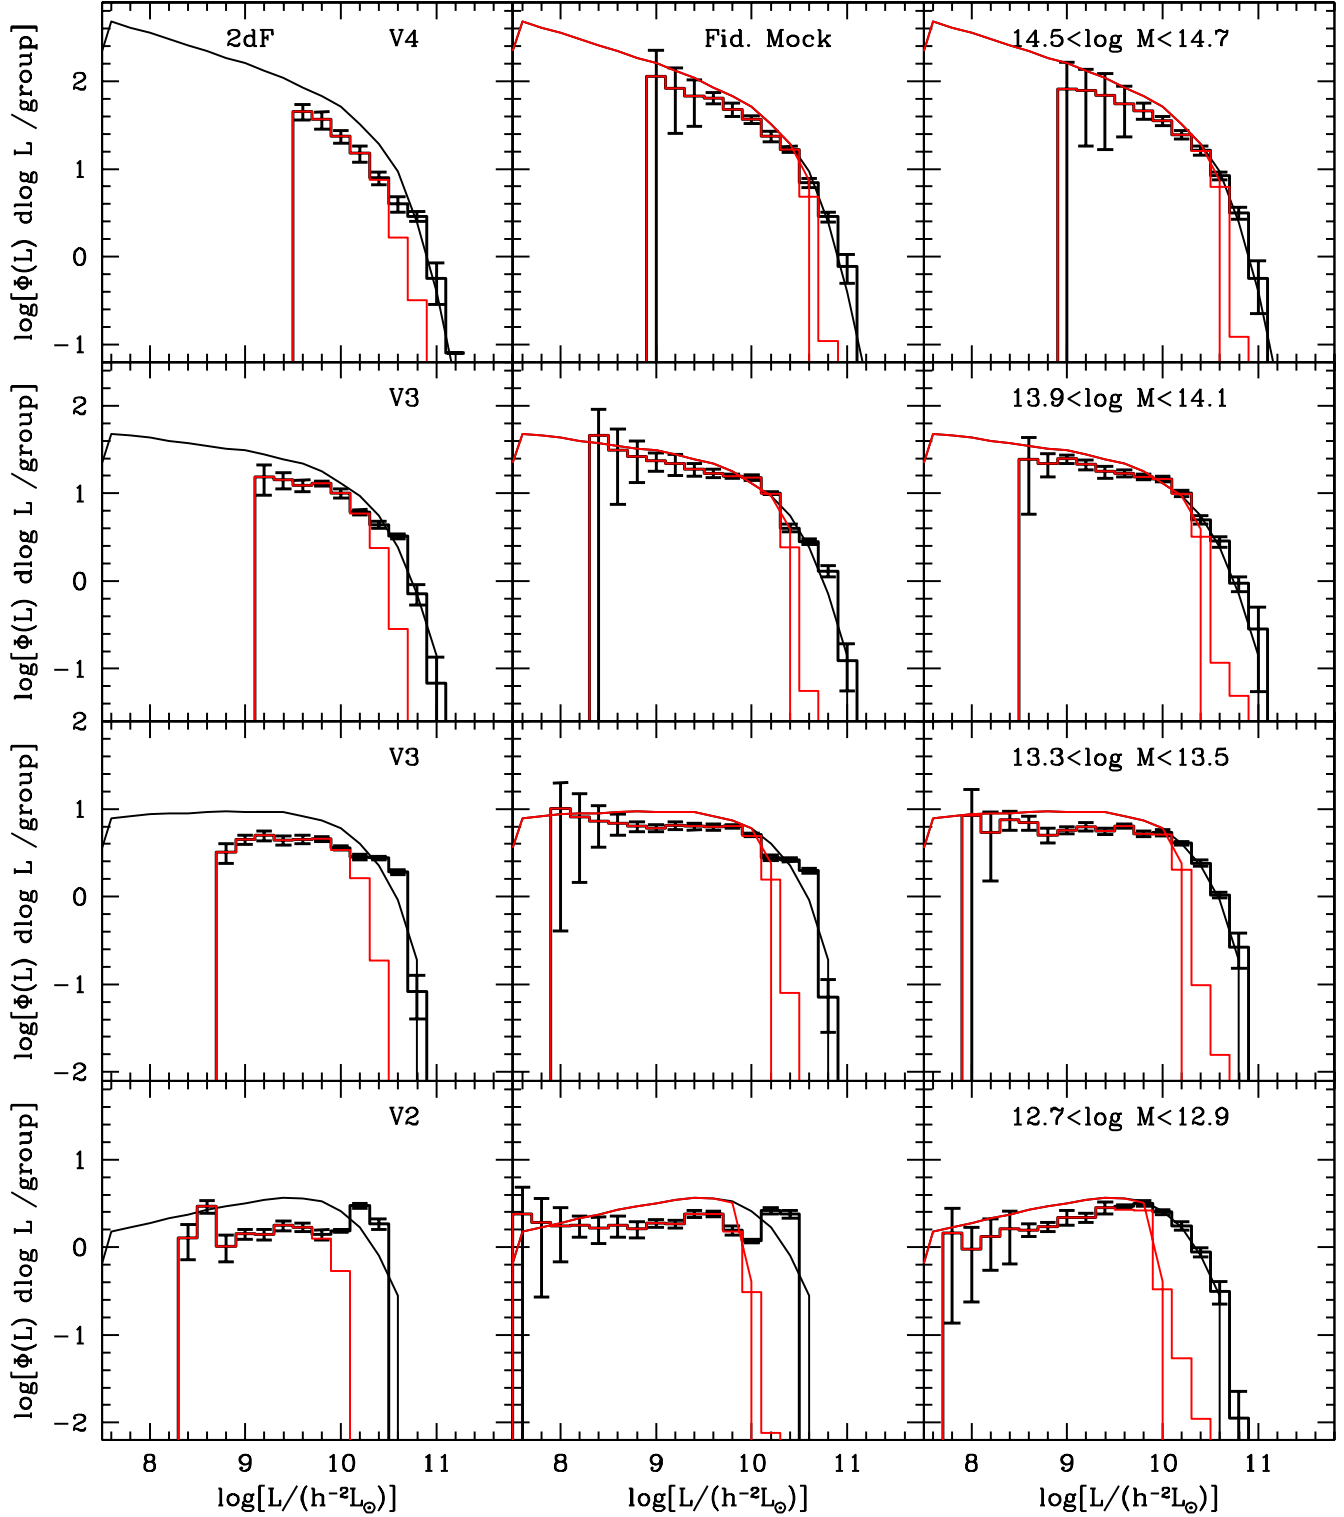 2dF V4
Fid. Mock
14.5<log M<14.7
log[Φ(L) dlog L /group]
2
1
0
−1
V3
13.9<log M<14.1
log[Φ(L) dlog L /group]
2
1
0
−1
2
V3
13.3<log M<13.5
log[Φ(L) dlog L /group]
1
0
−1
−2
V2
12.7<log M<12.9
log[Φ(L) dlog L /group]
1
0
−1
−2
8 9 10 11
8 9 10 11
8 9 10 11
log[L/(h⁻²L☉)]
log[L/(h⁻²L☉)]
log[L/(h⁻²L☉)]